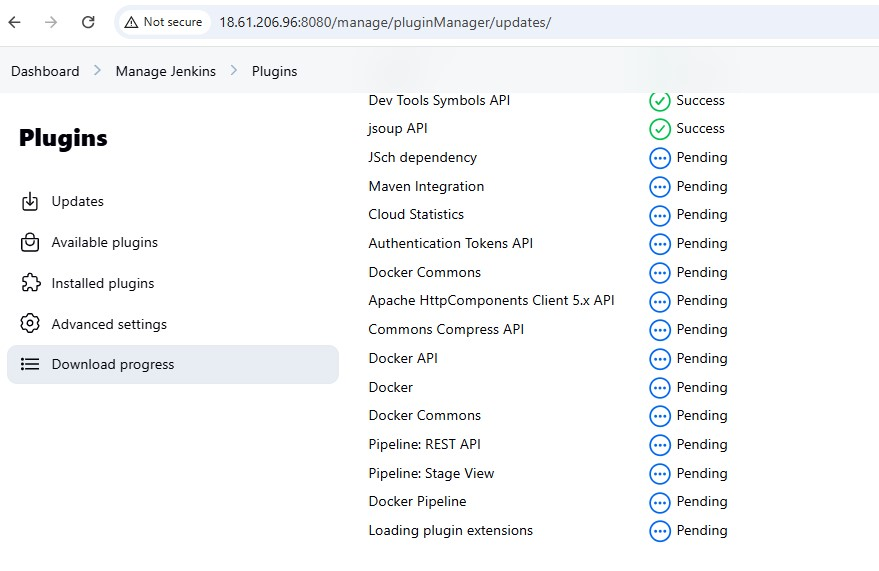 Not secure 18.61.206.96:8080/manage/pluginManager/updates/
Dashboard > Manage Jenkins > Plugins
Plugins
Updates
Available plugins
Installed plugins
Advanced settings
Download progress
Dev Tools Symbols API Success
jsoup API Success
JSch dependency Pending
Maven Integration Pending
Cloud Statistics Pending
Authentication Tokens API Pending
Docker Commons Pending
Apache HttpComponents Client 5.x API Pending
Commons Compress API Pending
Docker API Pending
Docker Pending
Docker Commons Pending
Pipeline: REST API Pending
Pipeline: Stage View Pending
Docker Pipeline Pending
Loading plugin extensions Pending